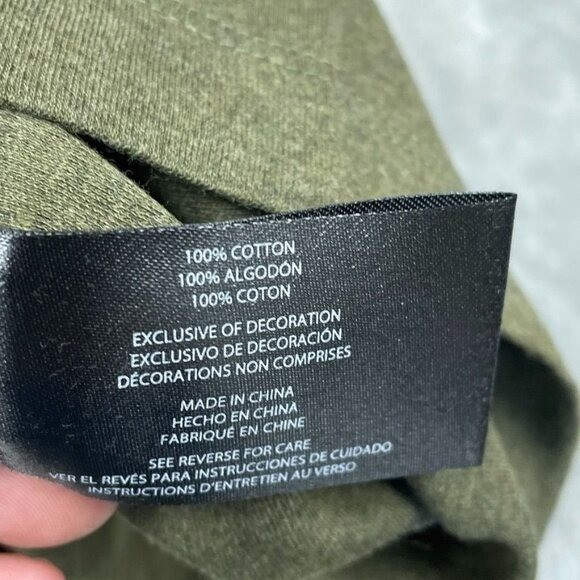 100% COTTON
100% ALGODÓN
100% COTON
EXCLUSIVE OF DECORATION
EXCLUSIVO DE DECORACIÓN
DÉCORATIONS NON COMPRISES
MADE IN CHINA
HECHO EN CHINA
FABRIQUÉ EN CHINE
SEE REVERSE FOR CARE
VER EL REVÉS PARA INSTRUCCIONES DE CUIDADO
INSTRUCTIONS D'ENTRETIEN AU VERSO